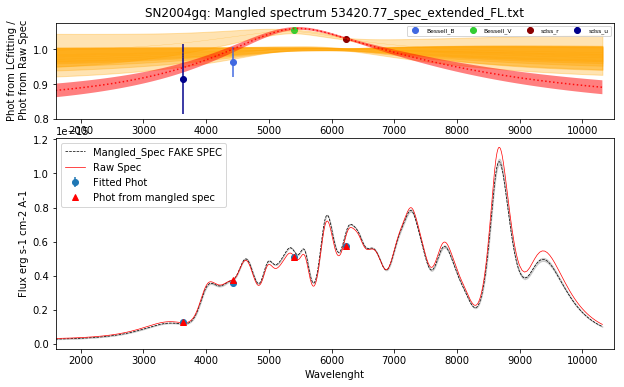 SN2004gq: Mangled spectrum 53420.77_spec_extended_FL.txt
Phot from LCfitting /
Phot from Raw Spec
1.0
0.9
0.8
Bessell_B
Bessell_V
sdss_r
sdss_u
2000 3000 4000 5000 6000 7000 8000 9000 10000
Flux erg s-1 cm-2 A-1
1.2
1.0
0.8
0.6
0.4
0.2
0.0
Mangled_Spec FAKE SPEC
Raw Spec
Fitted Phot
Phot from mangled spec
2000 3000 4000 5000 6000 7000 8000 9000 10000
Wavelenght